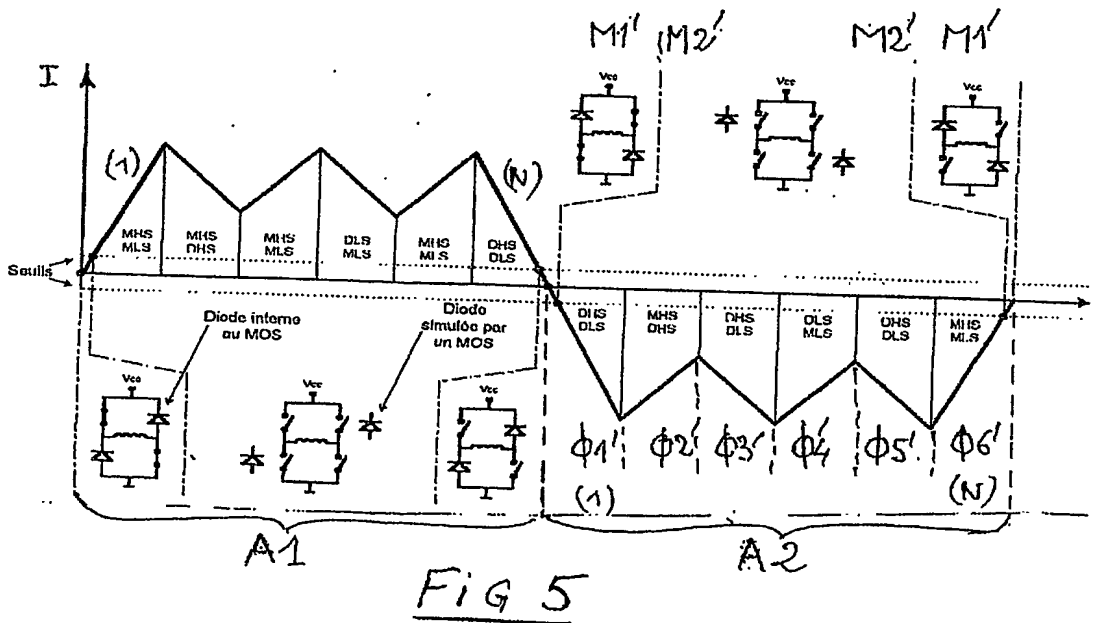 M1' M2' M2' M1'
I
Vcc Vcc Vcc
(1) (N)
MHS MLS
MHS DHS
MHS MLS
DLS MLS
MHS MLS
DHS DLS
Seuils
DHS DLS
MHS DHS
DHS DLS
DLS MLS
DHS DLS
MHS MLS
Diode interne
au MOS
Diode
simulée par
un MOS
Vcc Vcc Vcc
ϕ1' ϕ2' ϕ3' ϕ4' ϕ5' ϕ6'
(1) (N)
A1 A2
FiG 5